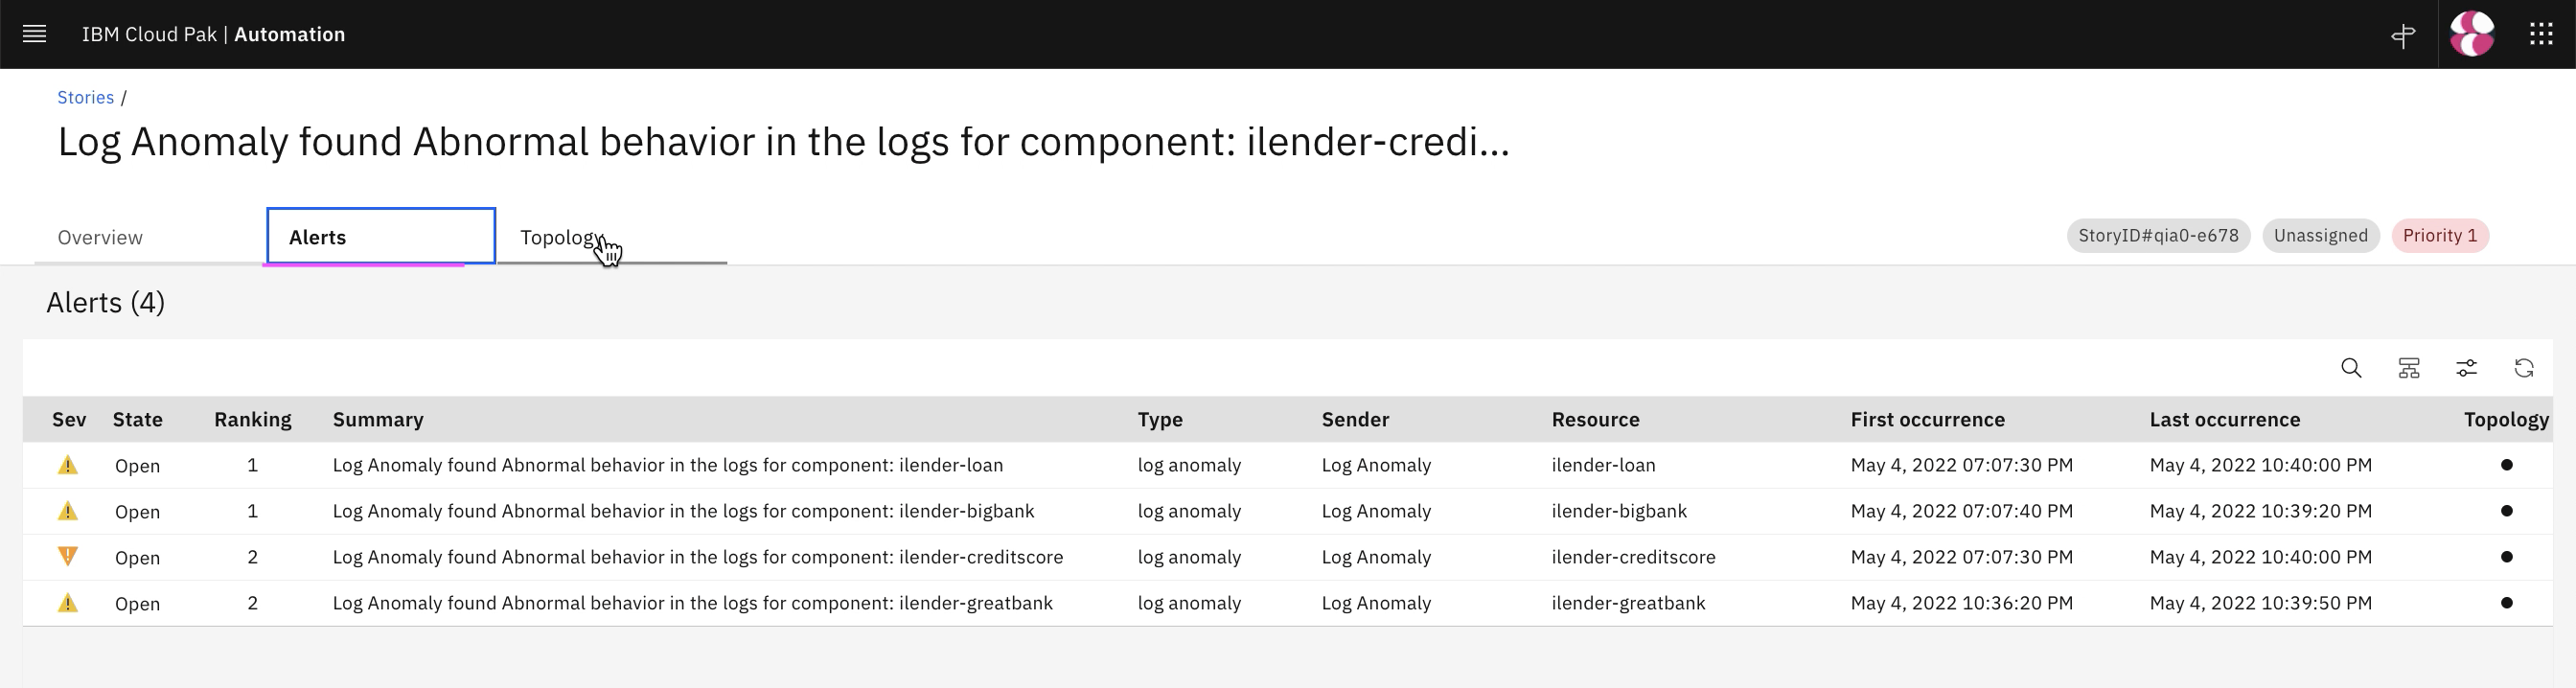 IBM Cloud Pak | Automation
Stories /
Log Anomaly found Abnormal behavior in the logs for component: ilender-credi...
Overview Alerts Topology StoryID#qia0-e678 Unassigned Priority 1
Alerts (4)
Sev State Ranking Summary Type Sender Resource First occurrence Last occurrence Topology
Open 1 Log Anomaly found Abnormal behavior in the logs for component: ilender-loan log anomaly Log Anomaly ilender-loan May 4, 2022 07:07:30 PM May 4, 2022 10:40:00 PM
Open 1 Log Anomaly found Abnormal behavior in the logs for component: ilender-bigbank log anomaly Log Anomaly ilender-bigbank May 4, 2022 07:07:40 PM May 4, 2022 10:39:20 PM
Open 2 Log Anomaly found Abnormal behavior in the logs for component: ilender-creditscore log anomaly Log Anomaly ilender-creditscore May 4, 2022 07:07:30 PM May 4, 2022 10:40:00 PM
Open 2 Log Anomaly found Abnormal behavior in the logs for component: ilender-greatbank log anomaly Log Anomaly ilender-greatbank May 4, 2022 10:36:20 PM May 4, 2022 10:39:50 PM